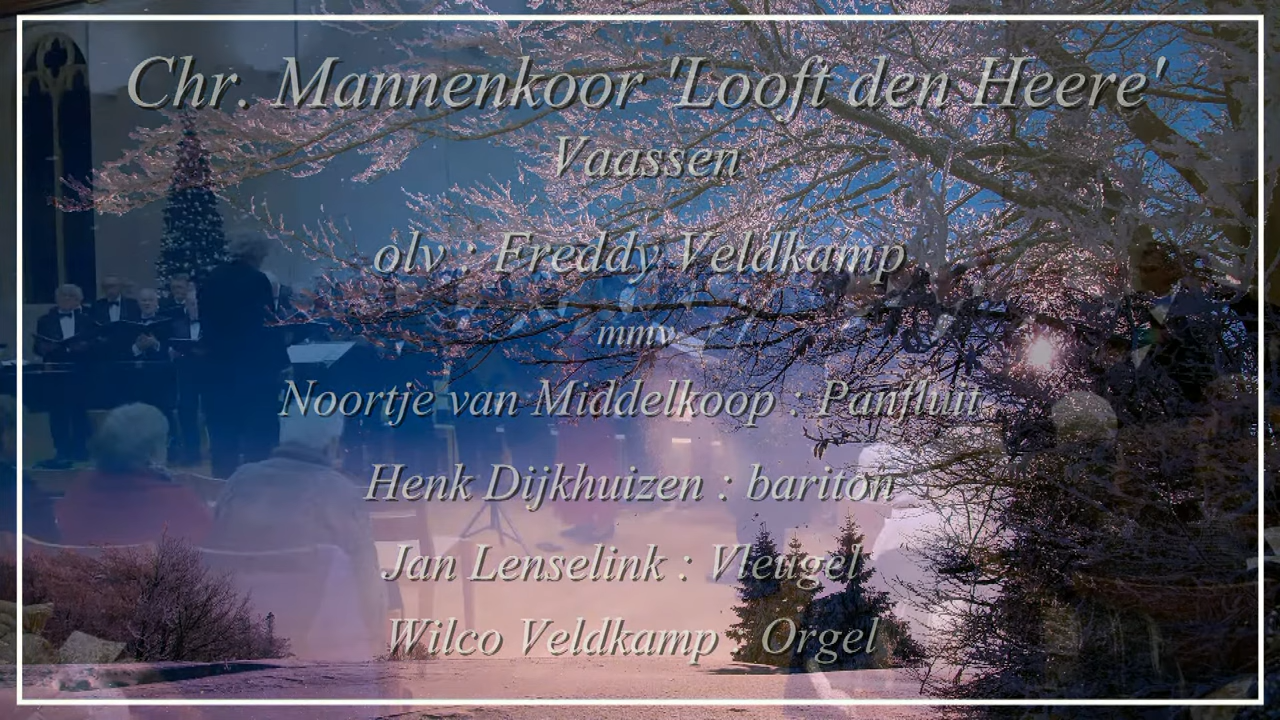 Chr. Mannenkoor 'Looft den Heere'
Vaassen
olv : Freddy Veldkamp
mmv.
Noortje van Middelkoop : Panfluit
Henk Dijkhuizen : bariton
Jan Lenselink : Vleugel
Wilco Veldkamp : Orgel